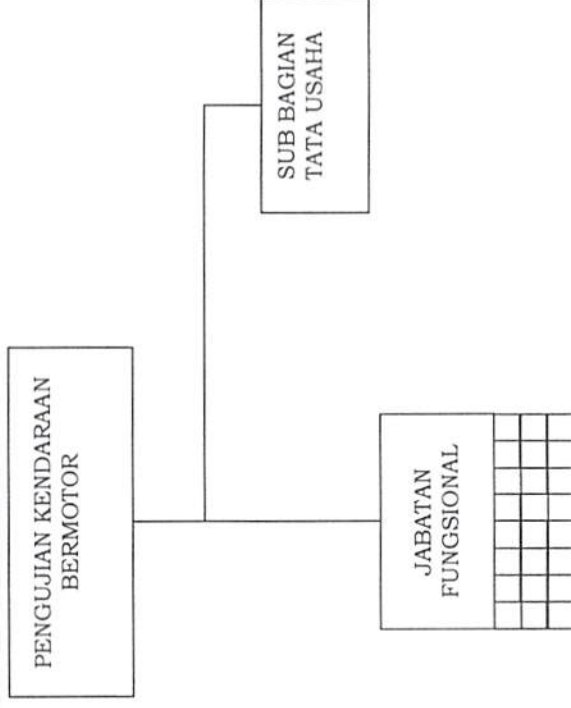 PENGUJIAN KENDARAAN
BERMOTOR
SUB BAGIAN
TATA USAHA
JABATAN
FUNGSIONAL